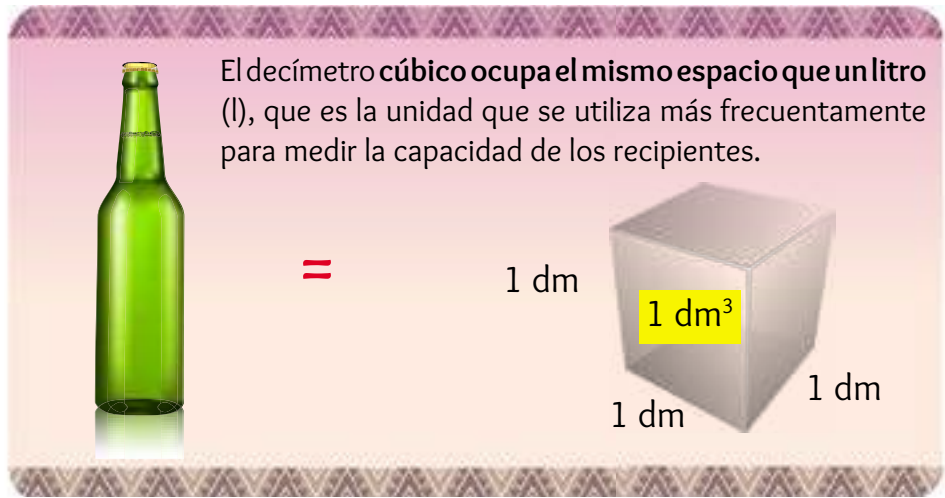 El decímetro cúbico ocupa el mismo espacio que un litro
(l), que es la unidad que se utiliza más frecuentemente
para medir la capacidad de los recipientes.
=
1 dm
1 dm³
1 dm
1 dm